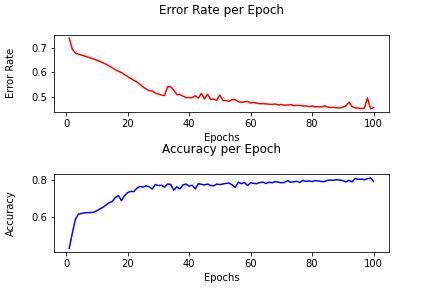 Error Rate per Epoch
0.7
0.6
0.5
Error Rate
0 20 40 60 80 100
Epochs
Accuracy per Epoch
0.8
0.6
Accuracy
0 20 40 60 80 100
Epochs